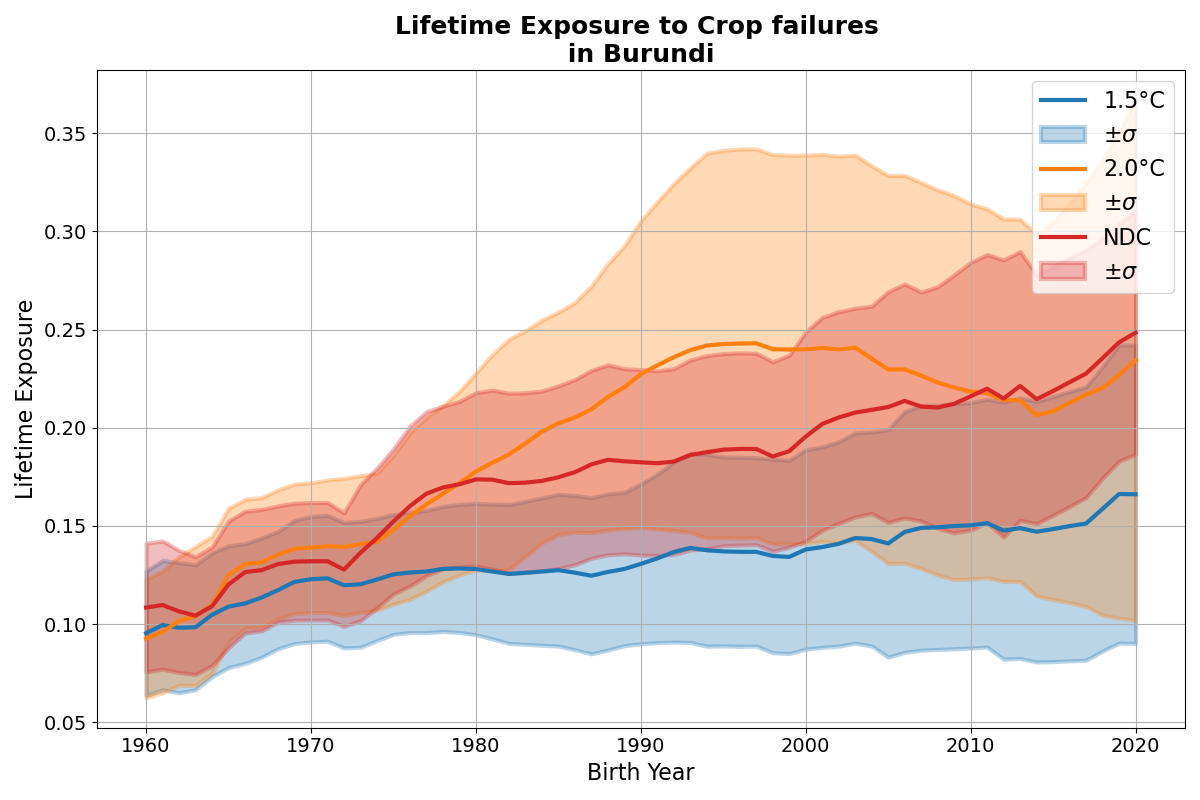 Lifetime Exposure to Crop failures
in Burundi
1.5°C
±σ
2.0°C
±σ
NDC
±σ
Lifetime Exposure
0.35
0.30
0.25
0.20
0.15
0.10
0.05
1960 1970 1980 1990 2000 2010 2020
Birth Year